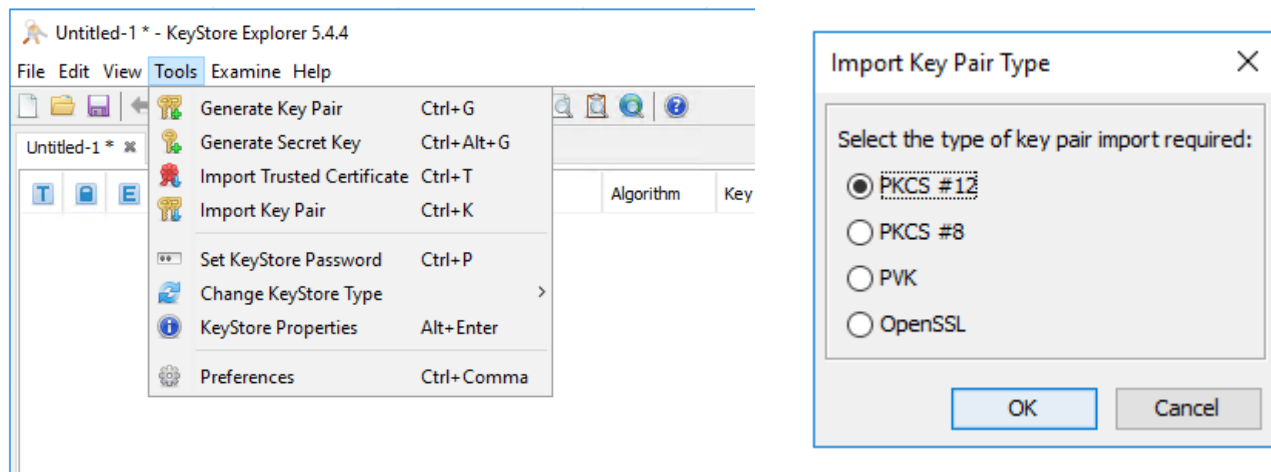 Untitled-1 * - KeyStore Explorer 5.4.4
File Edit View Tools Examine Help
Generate Key Pair Ctrl+G
Untitled-1 *
Generate Secret Key Ctrl+Alt+G
Import Trusted Certificate Ctrl+T
T E Algorithm Key
Import Key Pair Ctrl+K
Set KeyStore Password Ctrl+P
Change KeyStore Type
KeyStore Properties Alt+Enter
Preferences Ctrl+Comma
Import Key Pair Type
Select the type of key pair import required:
PKCS #12
PKCS #8
PVK
OpenSSL
OK Cancel